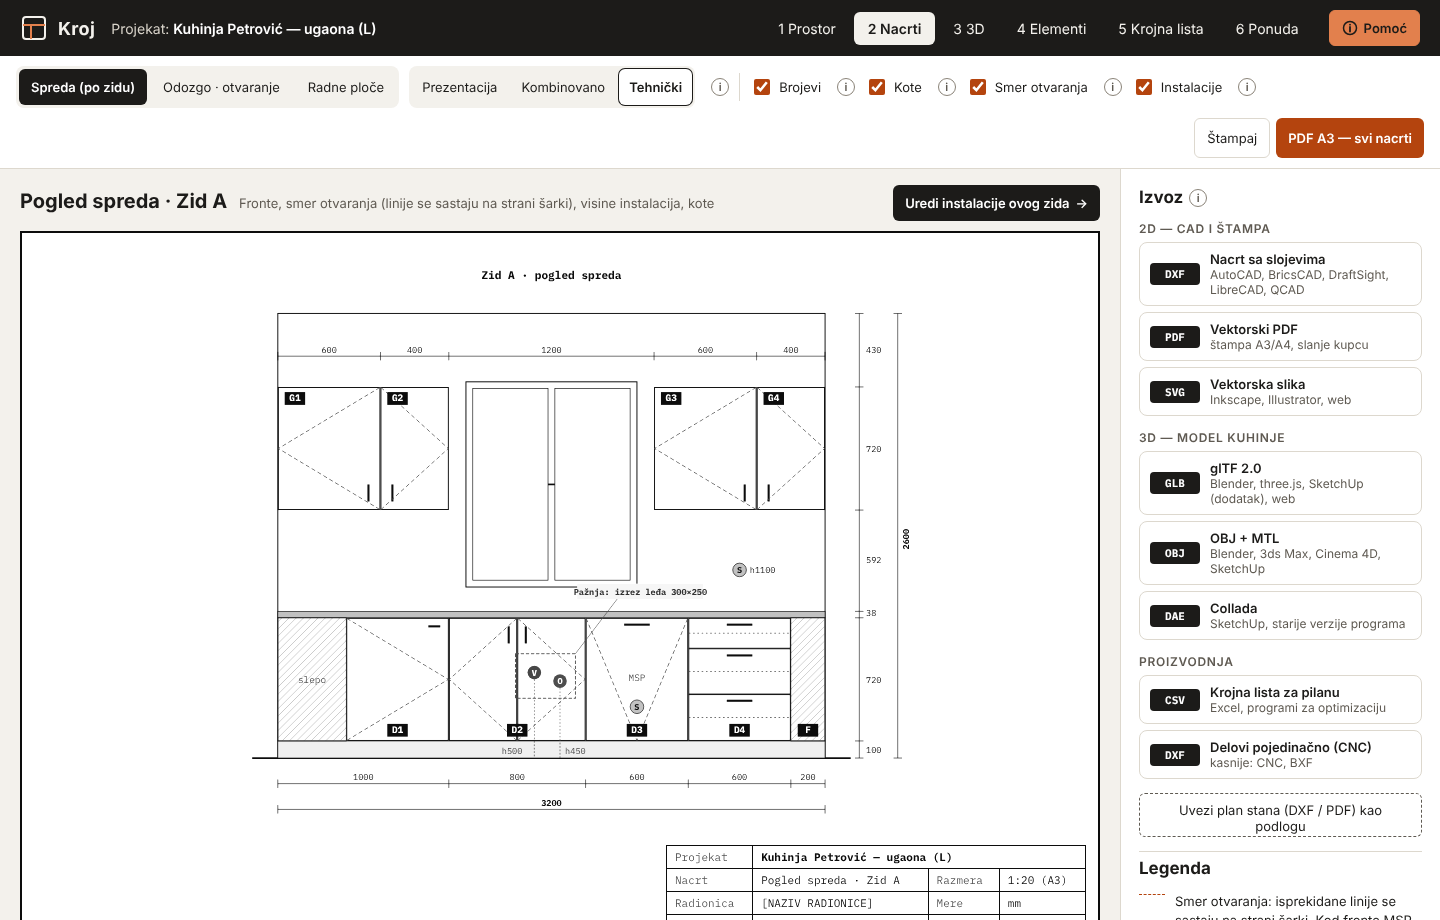 Kroj
Projekat: Kuhinja Petrović — ugaona (L)
1 Prostor
2 Nacrti
3 3D
4 Elementi
5 Krojna lista
6 Ponuda
Pomoć
Spreda (po zidu)
Odozgo · otvaranje
Radne ploče
Prezentacija
Kombinovano
Tehnički
Brojevi
Kote
Smer otvaranja
Instalacije
Štampaj
PDF A3 — svi nacrti
Pogled spreda · Zid A
Fronte, smer otvaranja (linije se sastaju na strani šarki), visine instalacija, kote
Uredi instalacije ovog zida →
Zid A · pogled spreda
600 400 1200 600 400 430
G1 G2 G3 G4
720
2600
592
S h1100
Pažnja: izrez leđa 300×250
38
slepo
V O
MSP
S
720
D1 D2 D3 D4 F
h500 h450
100
1000 800 600 600 200
3200
Projekat Kuhinja Petrović — ugaona (L)
Nacrt Pogled spreda · Zid A Razmera 1:20 (A3)
Radionica [NAZIV RADIONICE] Mere mm
Izvoz
2D — CAD I ŠTAMPA
DXF
Nacrt sa slojevima
AutoCAD, BricsCAD, DraftSight,
LibreCAD, QCAD
PDF
Vektorski PDF
štampa A3/A4, slanje kupcu
SVG
Vektorska slika
Inkscape, Illustrator, web
3D — MODEL KUHINJE
GLB
glTF 2.0
Blender, three.js, SketchUp
(dodatak), web
OBJ
OBJ + MTL
Blender, 3ds Max, Cinema 4D,
SketchUp
DAE
Collada
SketchUp, starije verzije programa
PROIZVODNJA
CSV
Krojna lista za pilanu
Excel, programi za optimizaciju
DXF
Delovi pojedinačno (CNC)
kasnije: CNC, BXF
Uvezi plan stana (DXF / PDF) kao
podlogu
Legenda
Smer otvaranja: isprekidane linije se
sastaju na strani šarki. Kod fronte MSP